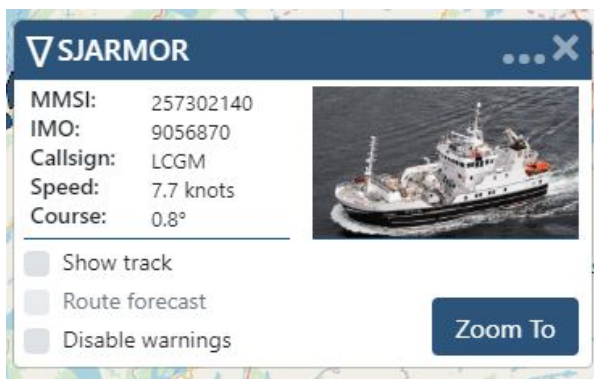 SJARMOR
MMSI: 257302140
IMO: 9056870
Callsign: LCGM
Speed: 7.7 knots
Course: 0.8°
Show track
Route forecast
Disable warnings
Zoom To